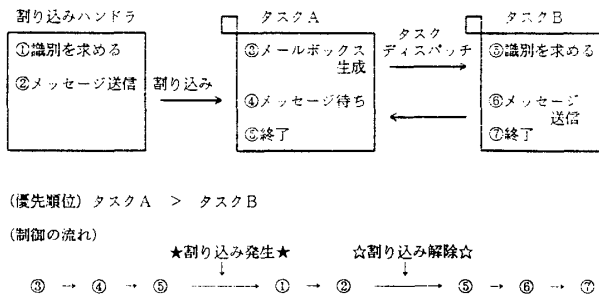 割り込みハンドラ
①識別を求める
②メッセージ送信
割り込み
タスクA
③メールボックス
生成
④メッセージ待ち
⑤終了
タスク
ディスパッチ
タスクB
⑤識別を求める
⑥メッセージ
送信
⑦終了
(優先順位) タスクA > タスクB
(制御の流れ)
★割り込み発生★ ☆割り込み解除☆
③ → ④ → ⑤ → ① → ② → ⑤ → ⑥ → ⑦